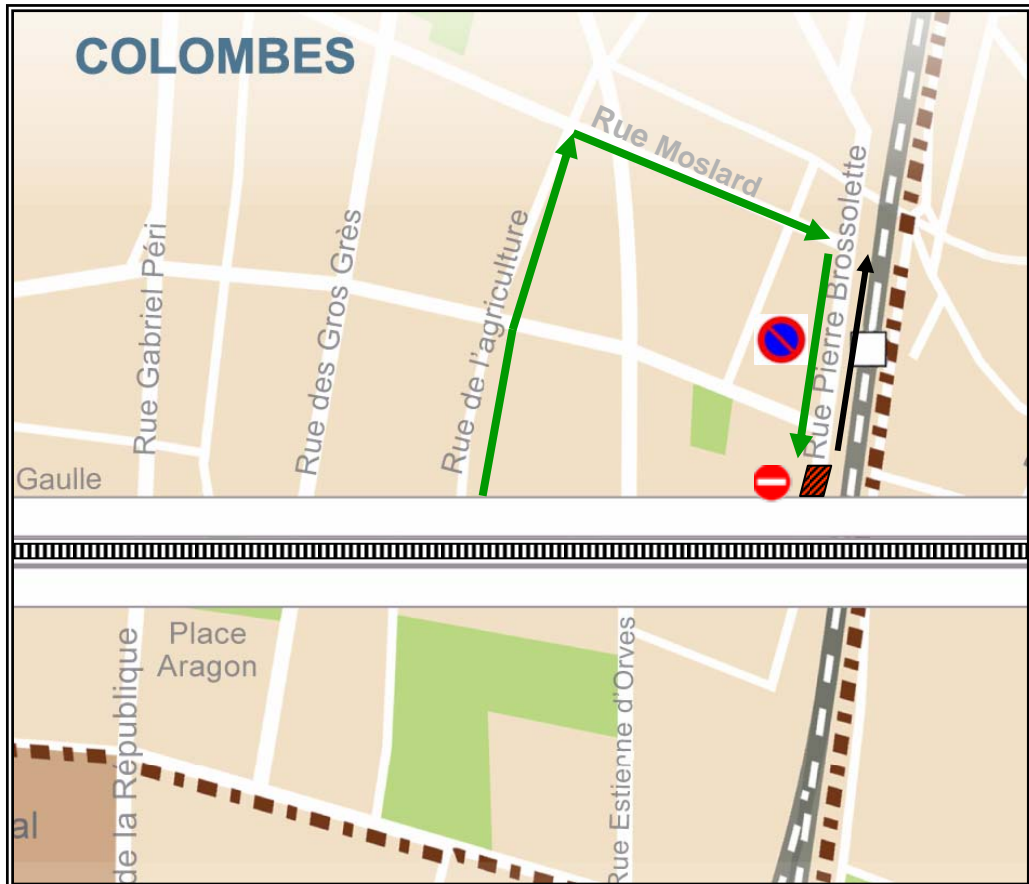 COLOMBES
Rue Moslard
Rue Gabriel Péri
Rue des Gros Grès
Rue de l'agriculture
Rue Pierre Brossolette
Gaulle
Place
Aragon
de la République
Rue Estienne d'Orves
al